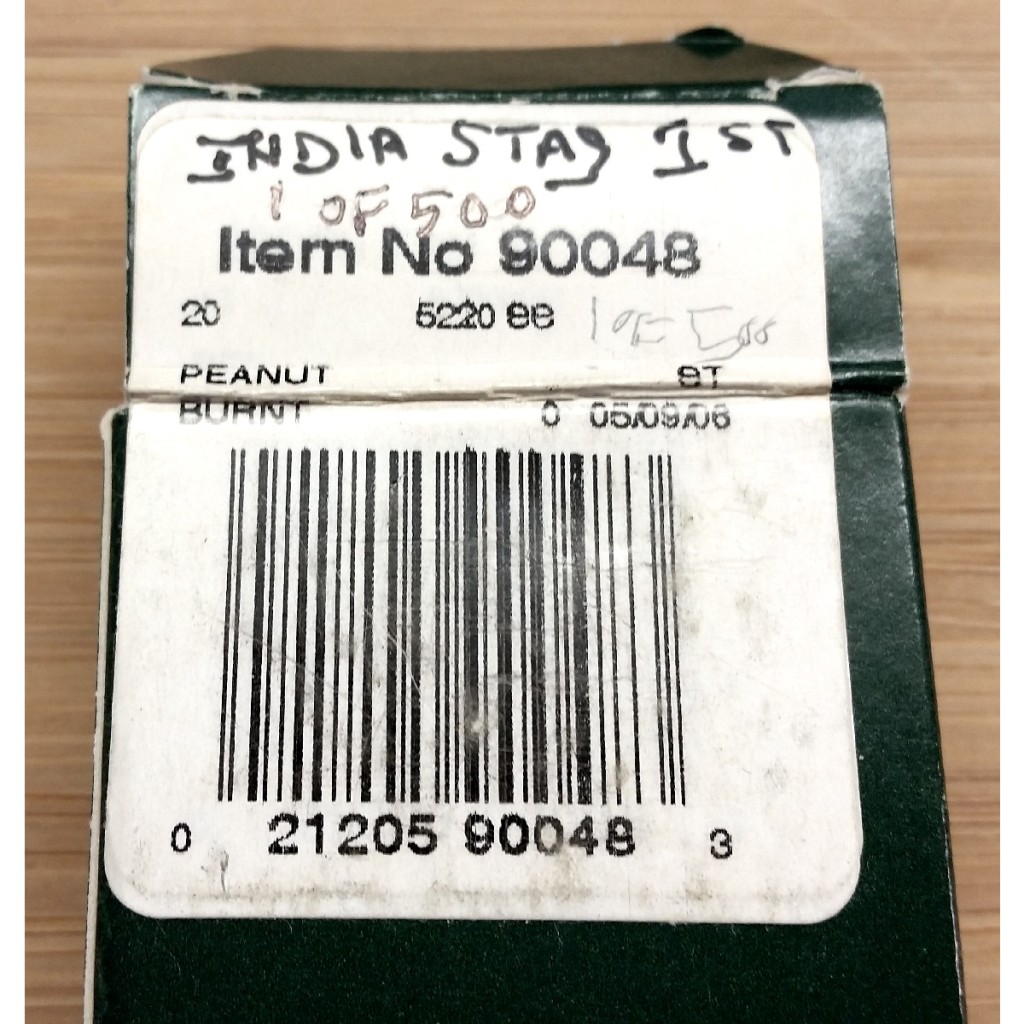 INDIA STAG 1ST
1 OF 500
Item No 90048
20 5220 SS 1 OF 500
PEANUT ST
BURNT 0 05/09/06
0 21205 90048 3